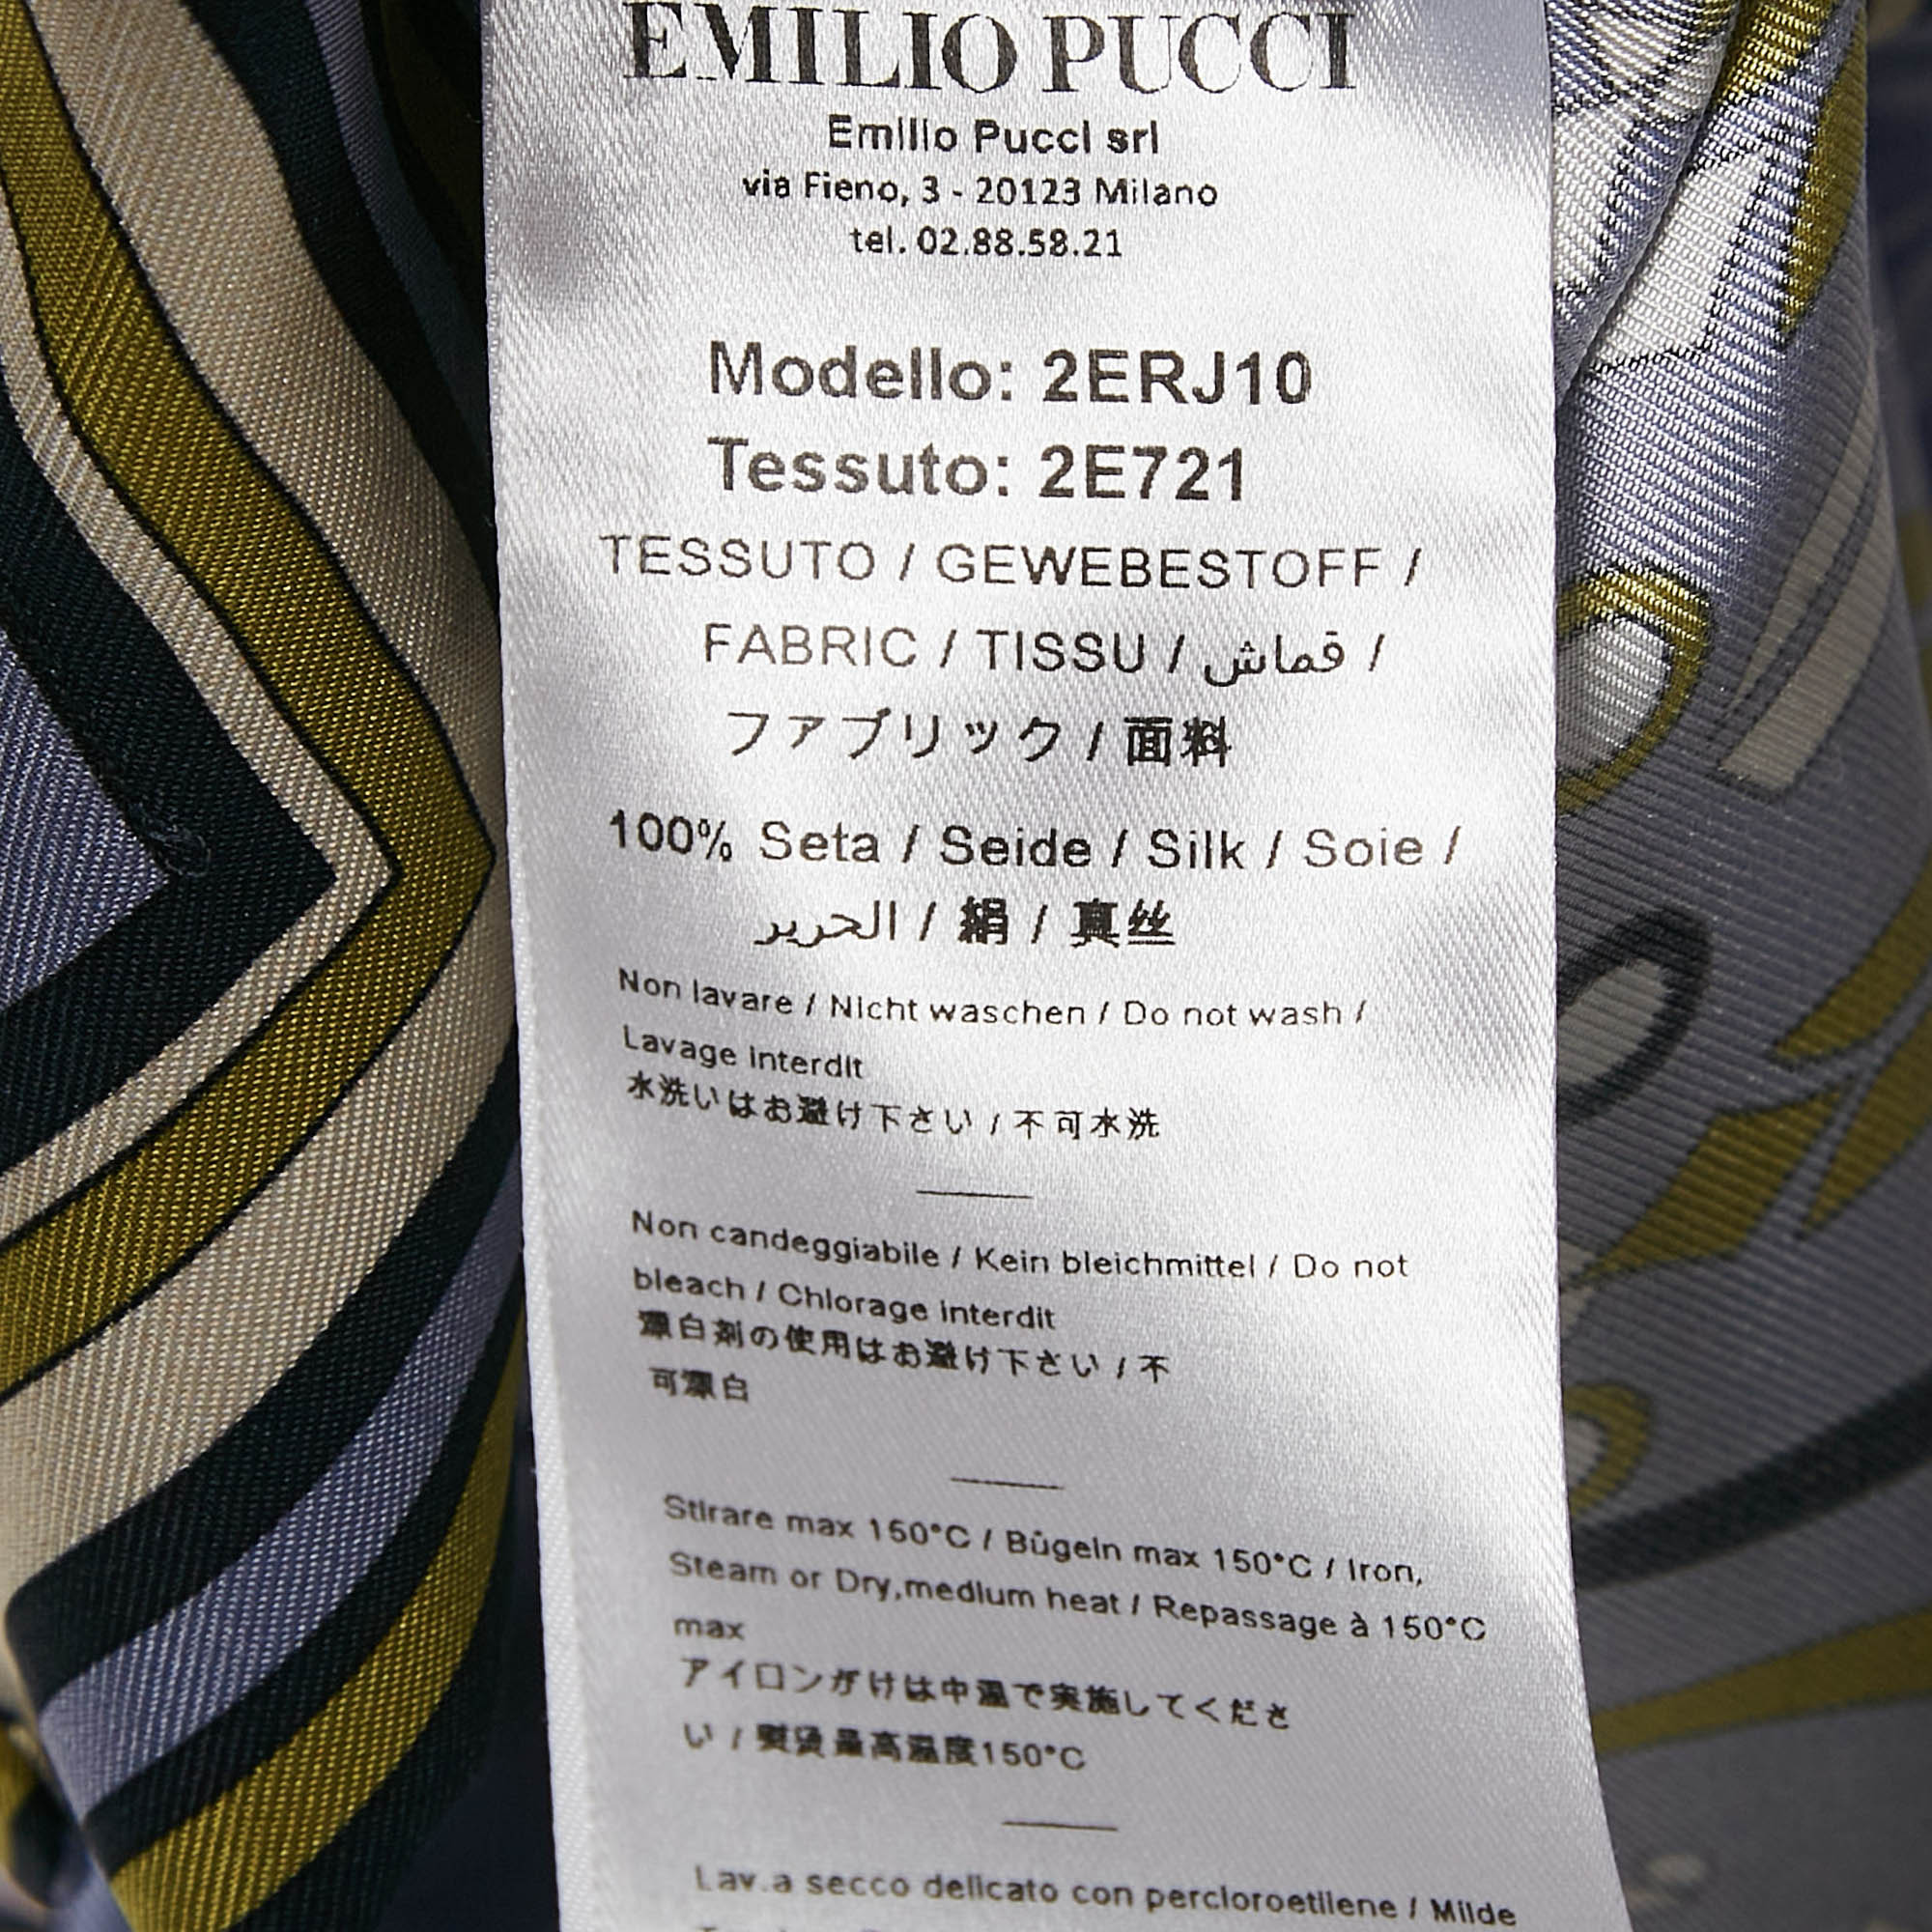 EMILIO PUCCI
Emilio Pucci srl
via Fieno, 3 - 20123 Milano
tel. 02.88.58.21
Modello: 2ERJ10
Tessuto: 2E721
TESSUTO / GEWEBESTOFF /
FABRIC / TISSU / قماش /
ファブリック / 面料
100% Seta / Seide / Silk / Soie /
الحرير / 絹 / 真丝
Non lavare / Nicht waschen / Do not wash /
Lavage interdit
水洗いはお避け下さい / 不可水洗
Non candeggiabile / Kein bleichmittel / Do not
bleach / Chlorage interdit
漂白剤の使用はお避け下さい / 不
可漂白
Stirare max 150°C / Bügeln max 150°C / Iron,
Steam or Dry,medium heat / Repassage à 150°C
max
アイロンがけは中温で実施してくださ
い / 熨烫最高温度150°C
Lav.a secco delicato con percloroetilene / Milde